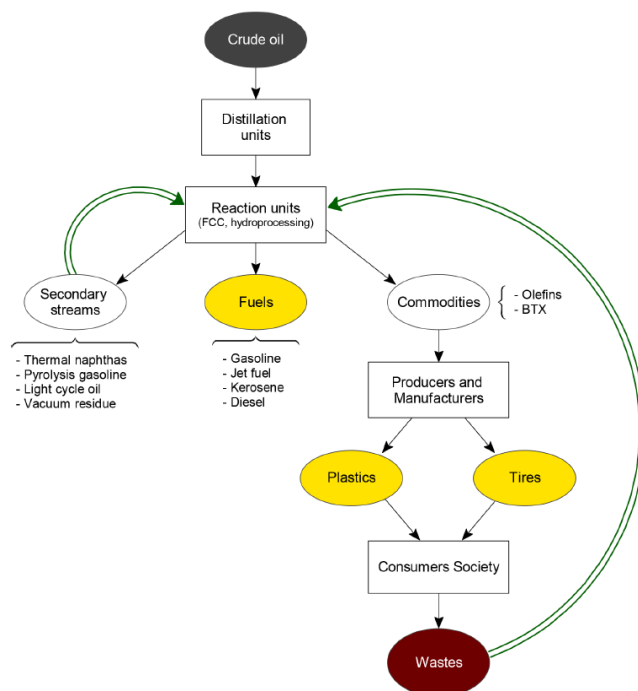 Crude oil
Distillation
units
Reaction units
(FCC, hydroprocessing)
Secondary
streams
Fuels
Commodities
- Olefins
- BTX
- Thermal naphthas
- Pyrolysis gasoline
- Light cycle oil
- Vacuum residue
- Gasoline
- Jet fuel
- Kerosene
- Diesel
Producers and
Manufacturers
Plastics
Tires
Consumers Society
Wastes